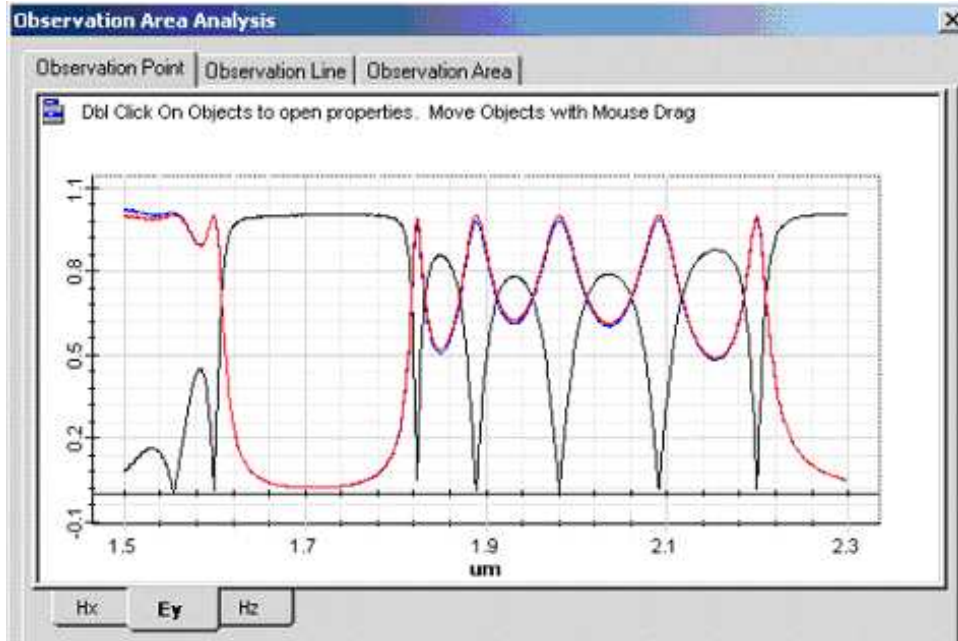 Observation Area Analysis
Observation Point Observation Line Observation Area
Dbl Click On Objects to open properties. Move Objects with Mouse Drag
1.1
0.8
0.5
0.2
-0.1
1.5 1.7 1.9 2.1 2.3
um
Hx Ey Hz